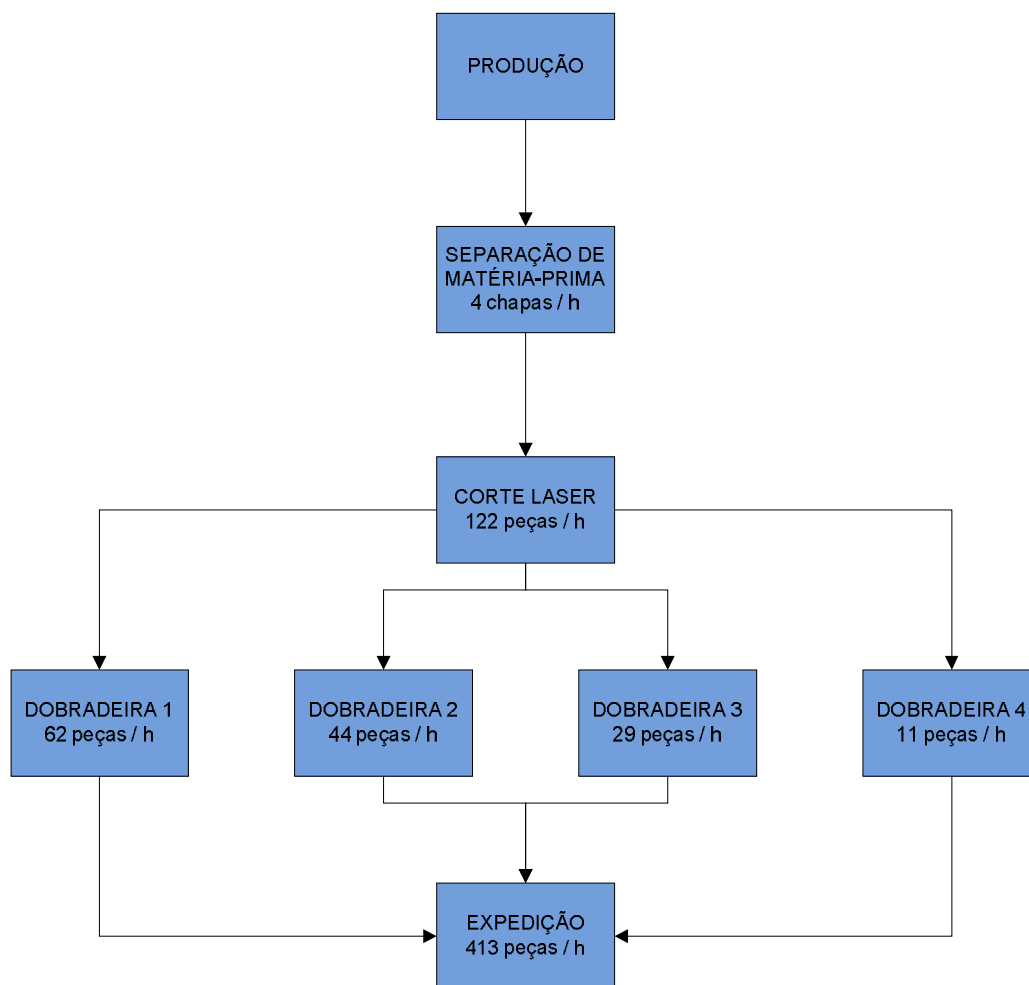 PRODUÇÃO
SEPARAÇÃO DE
MATÉRIA-PRIMA
4 chapas / h
CORTE LASER
122 peças / h
DOBRADEIRA 1
62 peças / h
DOBRADEIRA 2
44 peças / h
DOBRADEIRA 3
29 peças / h
DOBRADEIRA 4
11 peças / h
EXPEDIÇÃO
413 peças / h